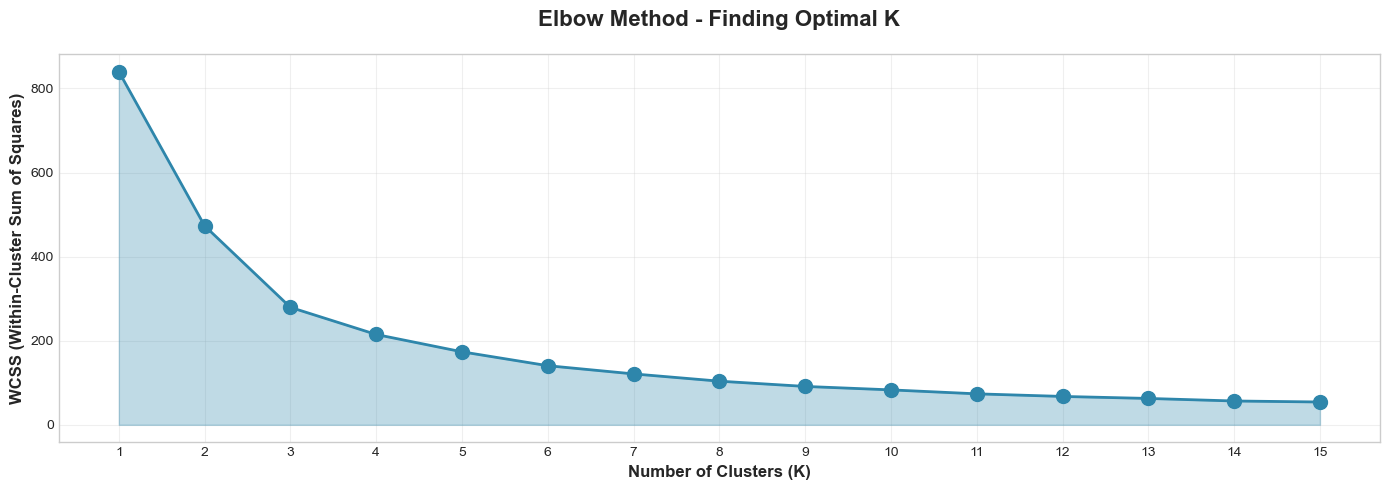 Elbow Method - Finding Optimal K
WCSS (Within-Cluster Sum of Squares)
800
600
400
200
0
1 2 3 4 5 6 7 8 9 10 11 12 13 14 15
Number of Clusters (K)